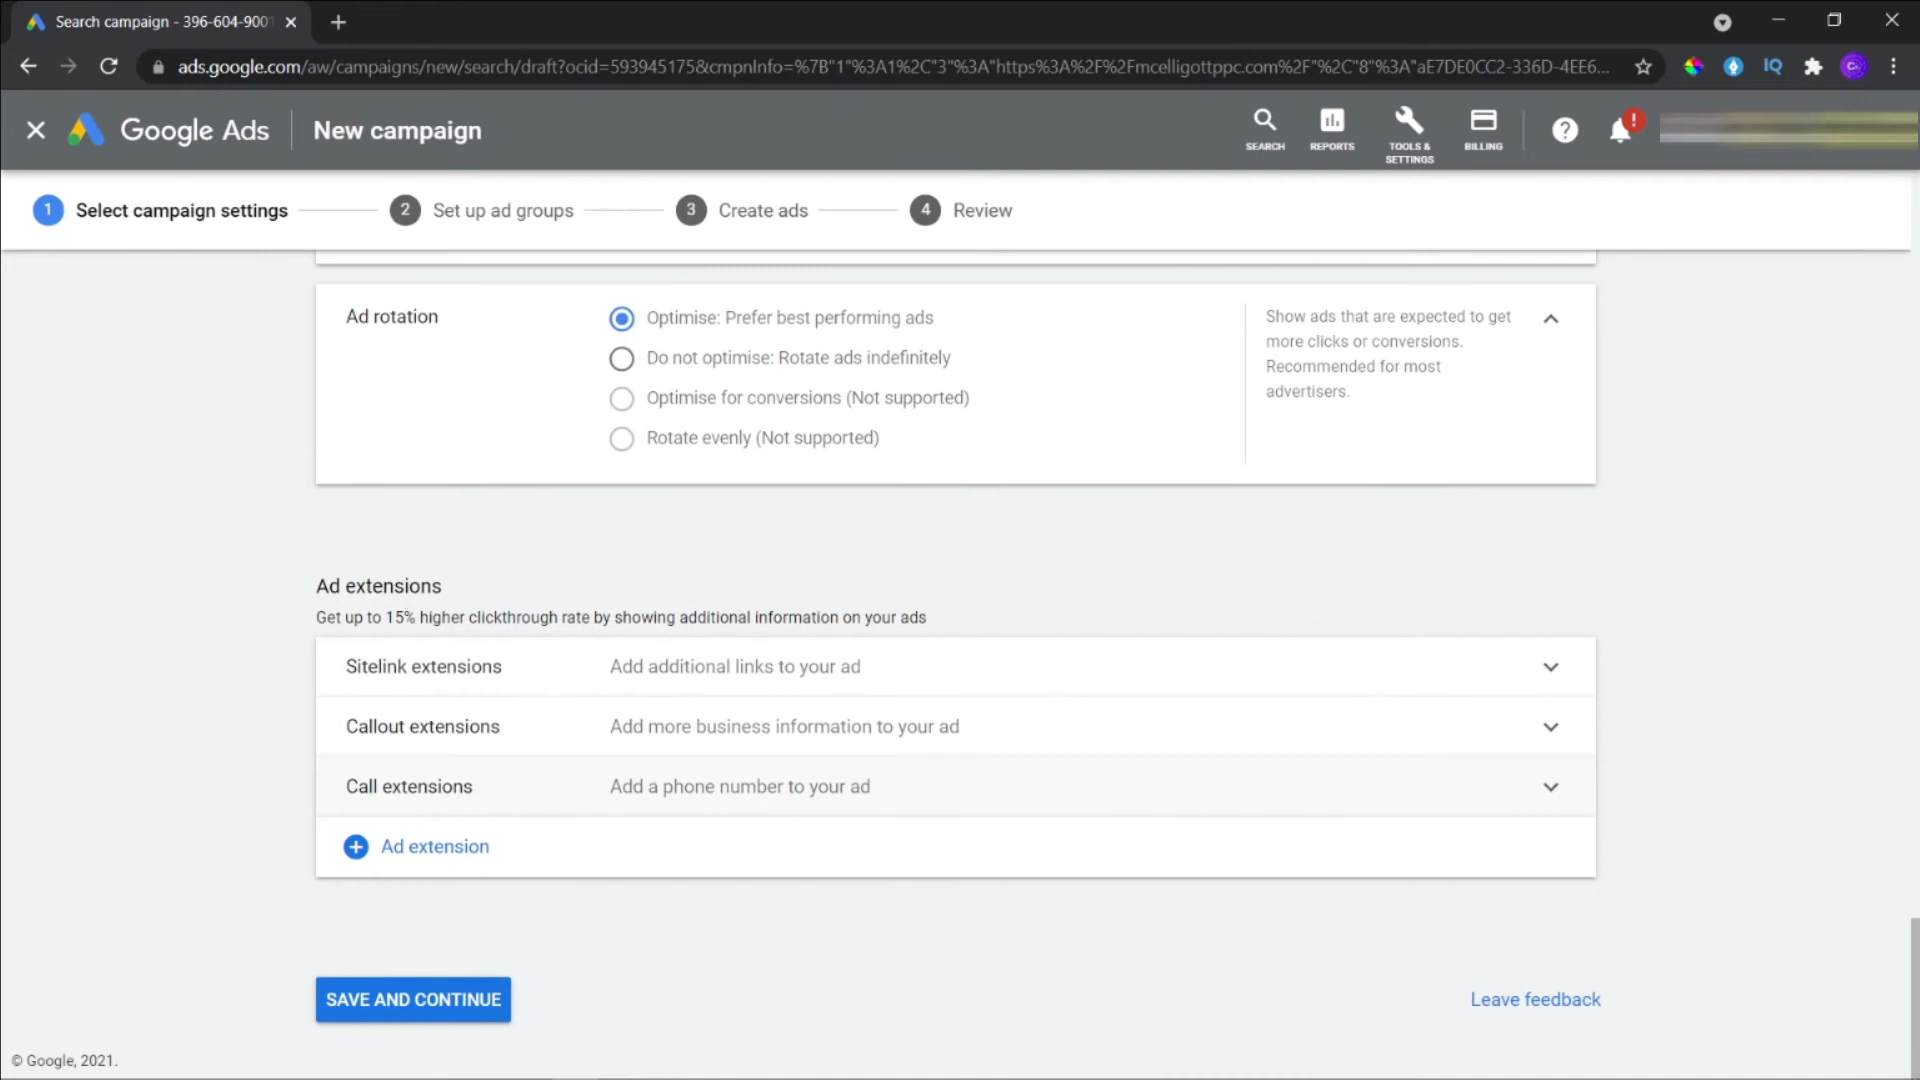 Search campaign - 396-604-9001
ads.google.com/aw/campaigns/new/search/draft?ocid=593945175&cmpnInfo=%7B"1"%3A1%2C"3"%3A"https%3A%2F%2Fmcelligottppc.com%2F"%2C"8"%3A"aE7DE0CC2-336D-4EE6...
IQ
Google Ads
New campaign
SEARCH
REPORTS
TOOLS &
SETTINGS
BILLING
?
!
1 Select campaign settings
2 Set up ad groups
3 Create ads
4 Review
Ad rotation
Optimise: Prefer best performing ads
Do not optimise: Rotate ads indefinitely
Optimise for conversions (Not supported)
Rotate evenly (Not supported)
Show ads that are expected to get
more clicks or conversions.
Recommended for most
advertisers.
Ad extensions
Get up to 15% higher clickthrough rate by showing additional information on your ads
Sitelink extensions Add additional links to your ad
Callout extensions Add more business information to your ad
Call extensions Add a phone number to your ad
Ad extension
SAVE AND CONTINUE
Leave feedback
© Google, 2021.